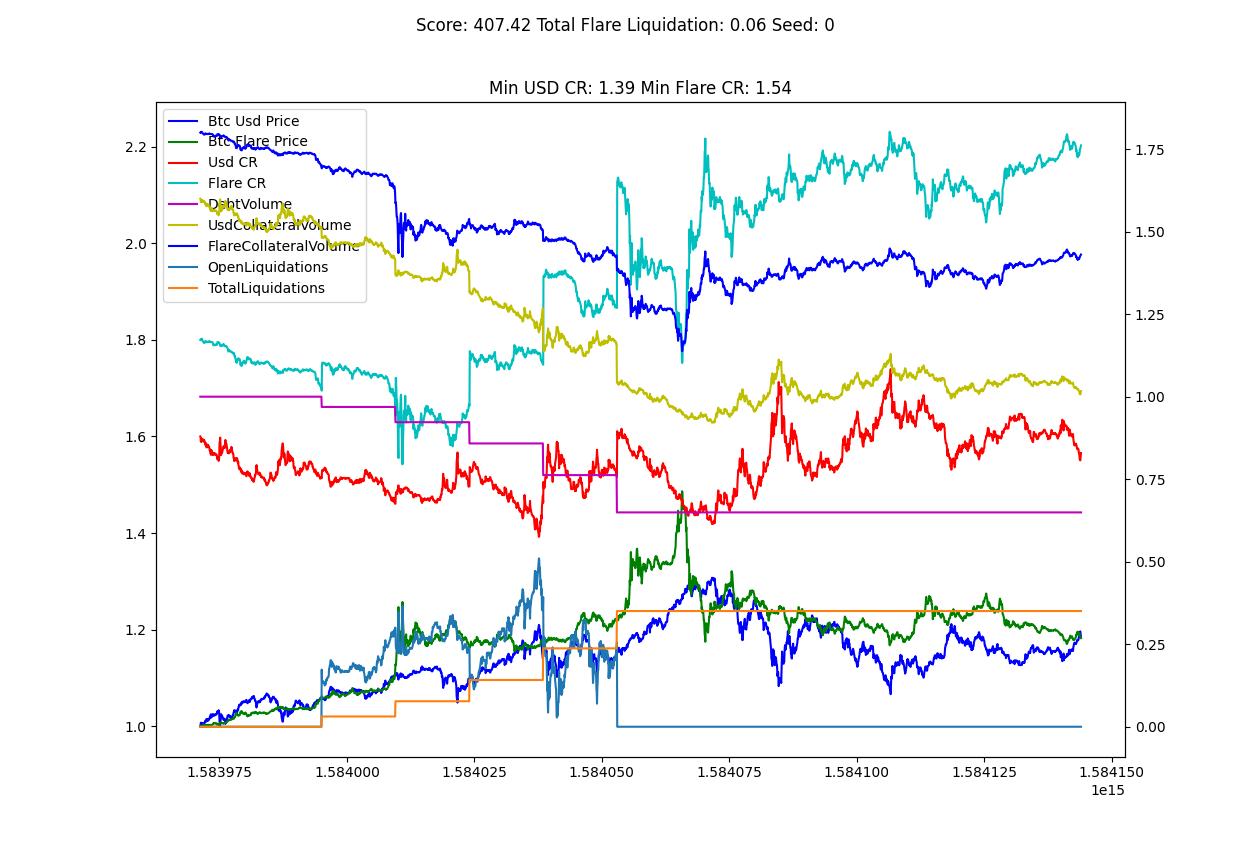 Score: 407.42 Total Flare Liquidation: 0.06 Seed: 0
Min USD CR: 1.39 Min Flare CR: 1.54
Btc Usd Price
Btc Flare Price
Usd CR
Flare CR
DebtVolume
UsdCollateralVolume
FlareCollateralVolume
OpenLiquidations
TotalLiquidations
2.2
2.0
1.8
1.6
1.4
1.2
1.0
1.75
1.50
1.25
1.00
0.75
0.50
0.25
0.00
1.583975 1.584000 1.584025 1.584050 1.584075 1.584100 1.584125 1.584150
1e15